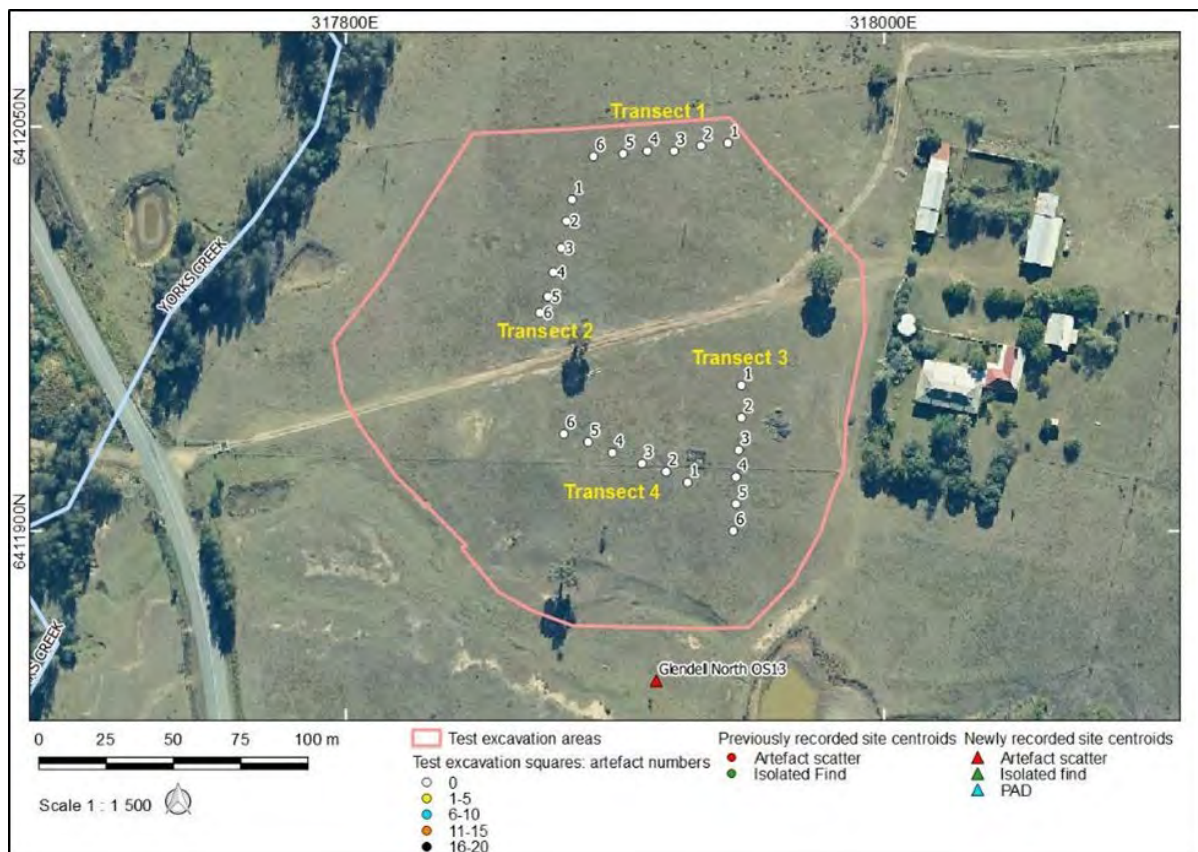 317800E
318000E
6412050N
6411900N
Transect 1
6 5 4 3 2 1
1
2
3
4
5
6
Transect 2
YORKS CREEK
Transect 3
1
2
3
4
5
6
6
5
4
3
2
1
Transect 4
KS CREEK
Glendell North OS13
0 25 50 75 100 m
Scale 1 : 1 500
Test excavation areas
Test excavation squares: artefact numbers
0
1-5
6-10
11-15
16-20
Previously recorded site centroids
Artefact scatter
Isolated Find
Newly recorded site centroids
Artefact scatter
Isolated find
PAD